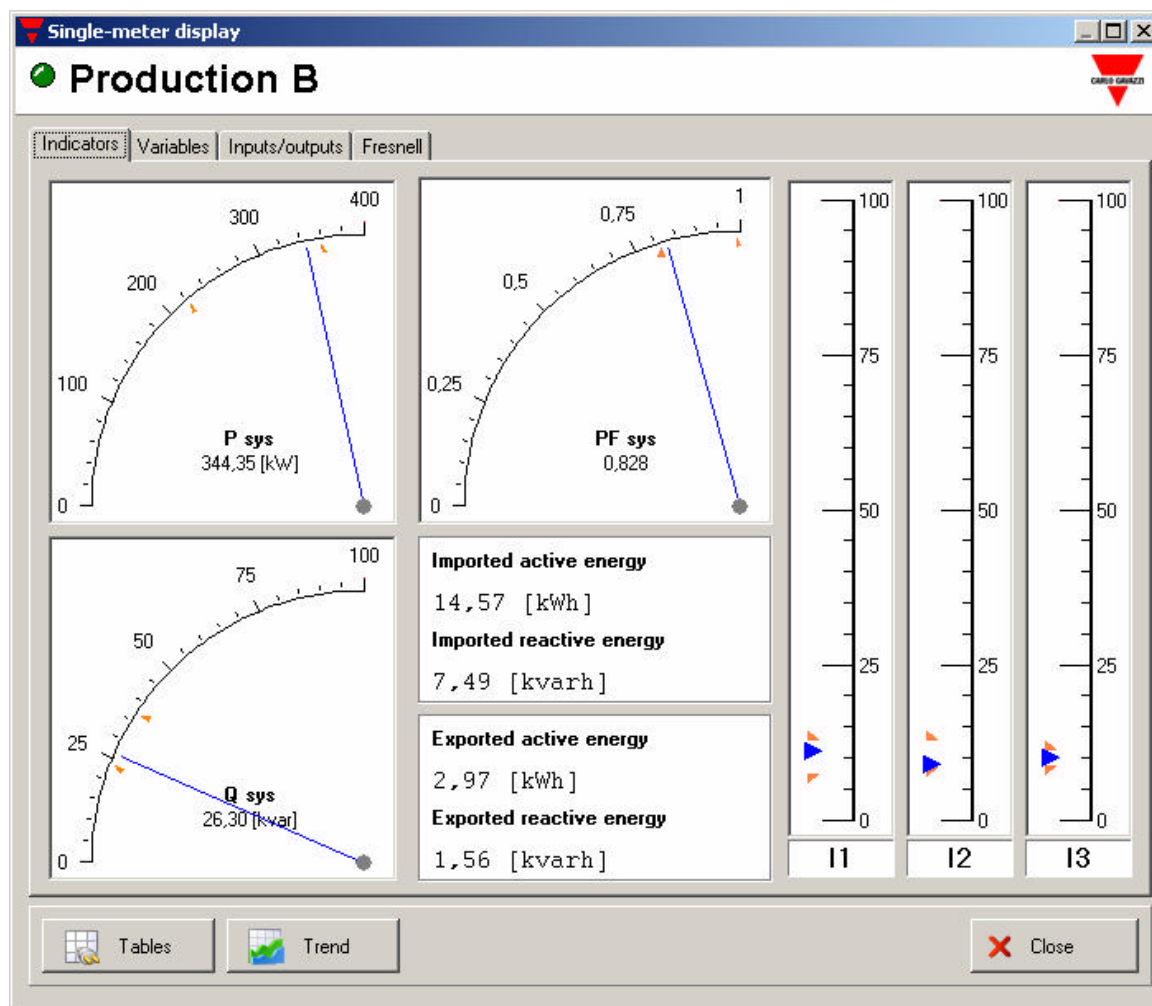 Single-meter display
Production B
CARLO GAVAZZI
Indicators
Variables
Inputs/outputs
Fresnell
0
100
200
300
400
P sys
344,35 [kW]
0
0,25
0,5
0,75
1
PF sys
0,828
0
25
50
75
100
Q sys
26,30 [kvar]
Imported active energy
14,57 [kWh]
Imported reactive energy
7,49 [kvarh]
Exported active energy
2,97 [kWh]
Exported reactive energy
1,56 [kvarh]
100
75
50
25
0
I1
100
75
50
25
0
I2
100
75
50
25
0
I3
Tables
Trend
Close